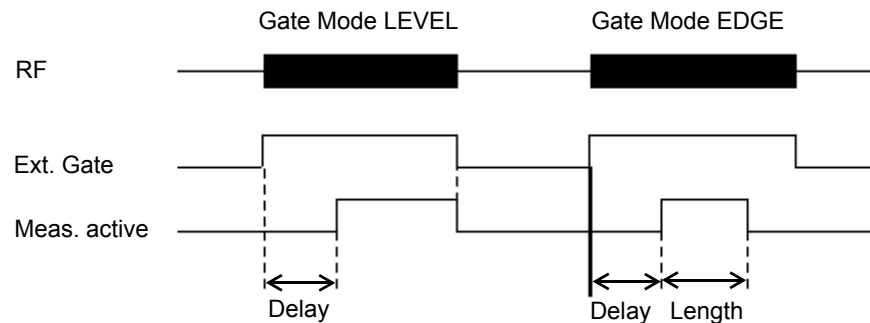 Gate Mode LEVEL
Gate Mode EDGE
RF
Ext. Gate
Meas. active
Delay
Delay
Length